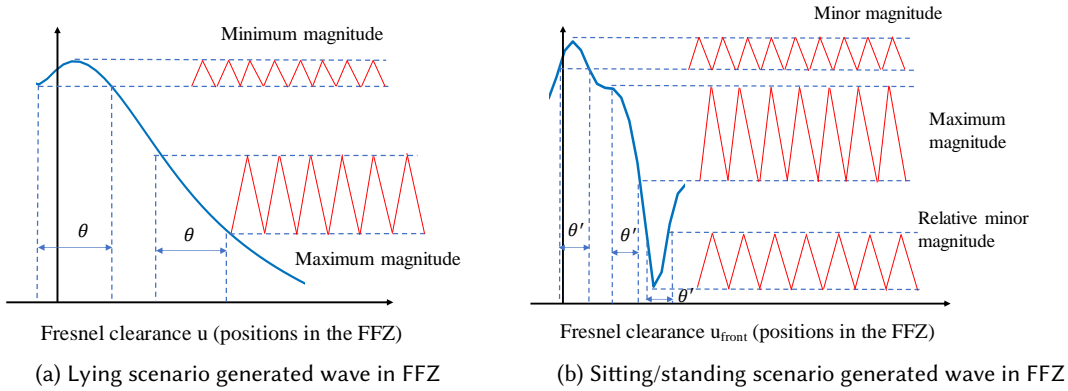 Minimum magnitude
θ
θ
Maximum magnitude
Fresnel clearance u (positions in the FFZ)
(a) Lying scenario generated wave in FFZ
Minor magnitude
Maximum
magnitude
Relative minor
magnitude
θ′
θ′
θ′
Fresnel clearance u_front (positions in the FFZ)
(b) Sitting/standing scenario generated wave in FFZ